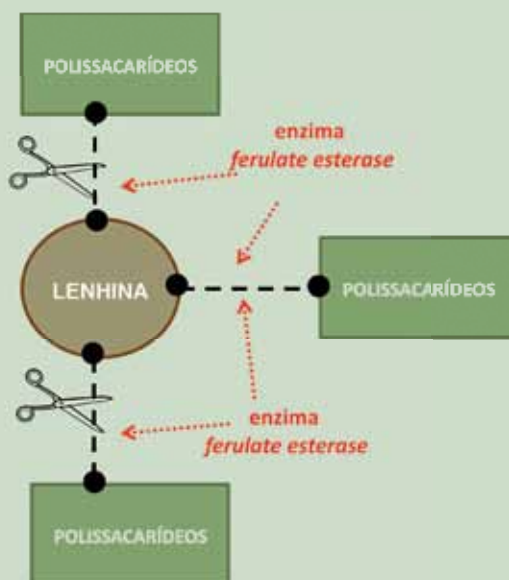 POLISSACARÍDEOS
enzima
ferulate esterase
LENHINA
POLISSACARÍDEOS
enzima
ferulate esterase
POLISSACARÍDEOS